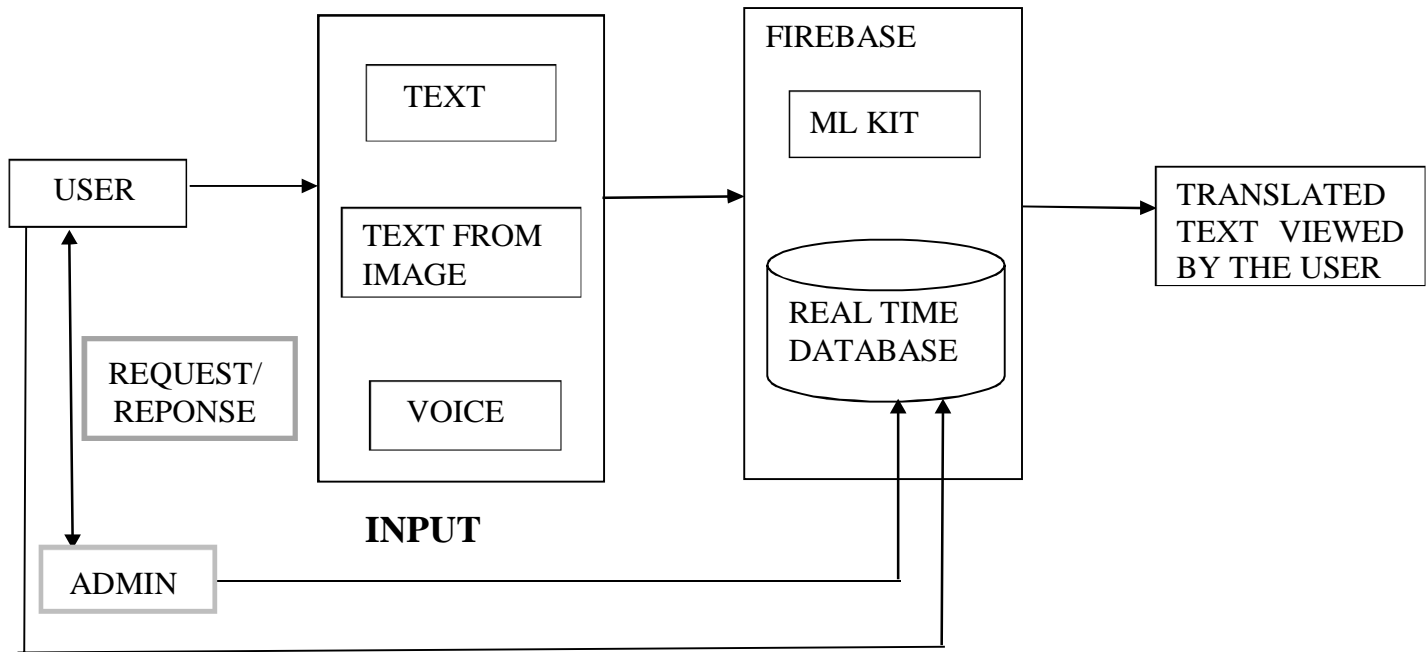 USER
REQUEST/
REPONSE
ADMIN
TEXT
TEXT FROM
IMAGE
VOICE
INPUT
FIREBASE
ML KIT
REAL TIME
DATABASE
TRANSLATED
TEXT VIEWED
BY THE USER